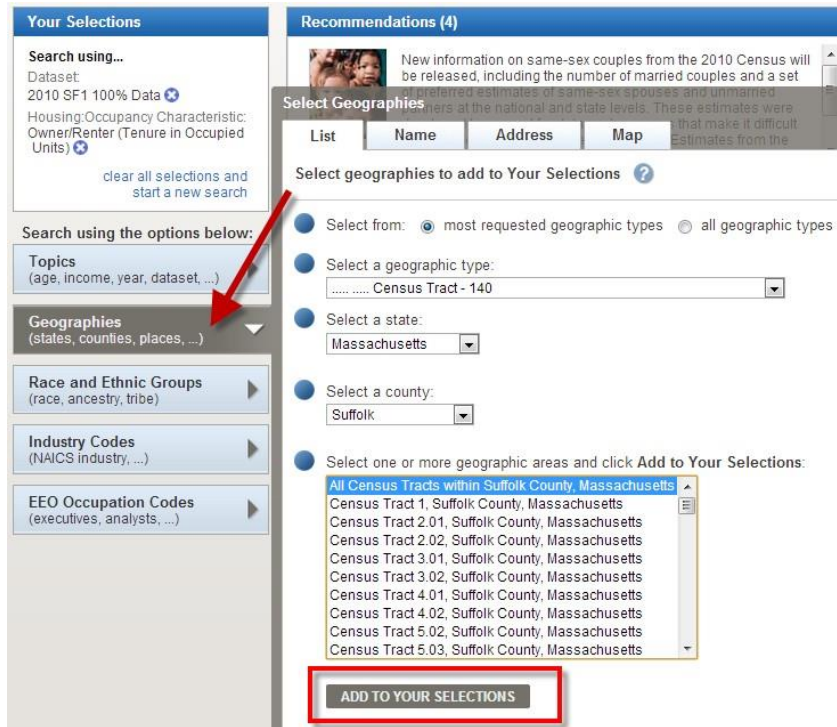 Your Selections
Search using...
Dataset:
2010 SF1 100% Data
Housing:Occupancy Characteristic:
Owner/Renter (Tenure in Occupied
Units)
clear all selections and
start a new search
Search using the options below:
Topics
(age, income, year, dataset, ...)
Geographies
(states, counties, places, ...)
Race and Ethnic Groups
(race, ancestry, tribe)
Industry Codes
(NAICS industry, ...)
EEO Occupation Codes
(executives, analysts, ...)
Recommendations (4)
New information on same-sex couples from the 2010 Census will
be released, including the number of married couples and a set
of preferred estimates of same-sex spouses and unmarried
partners at the national and state levels. These estimates were
that make it difficult
Estimates from the
Select Geographies
List Name Address Map
Select geographies to add to Your Selections ?
Select from: most requested geographic types all geographic types
Select a geographic type:
..... ..... Census Tract - 140
Select a state:
Massachusetts
Select a county:
Suffolk
Select one or more geographic areas and click Add to Your Selections:
All Census Tracts within Suffolk County, Massachusetts
Census Tract 1, Suffolk County, Massachusetts
Census Tract 2.01, Suffolk County, Massachusetts
Census Tract 2.02, Suffolk County, Massachusetts
Census Tract 3.01, Suffolk County, Massachusetts
Census Tract 3.02, Suffolk County, Massachusetts
Census Tract 4.01, Suffolk County, Massachusetts
Census Tract 4.02, Suffolk County, Massachusetts
Census Tract 5.02, Suffolk County, Massachusetts
Census Tract 5.03, Suffolk County, Massachusetts
ADD TO YOUR SELECTIONS